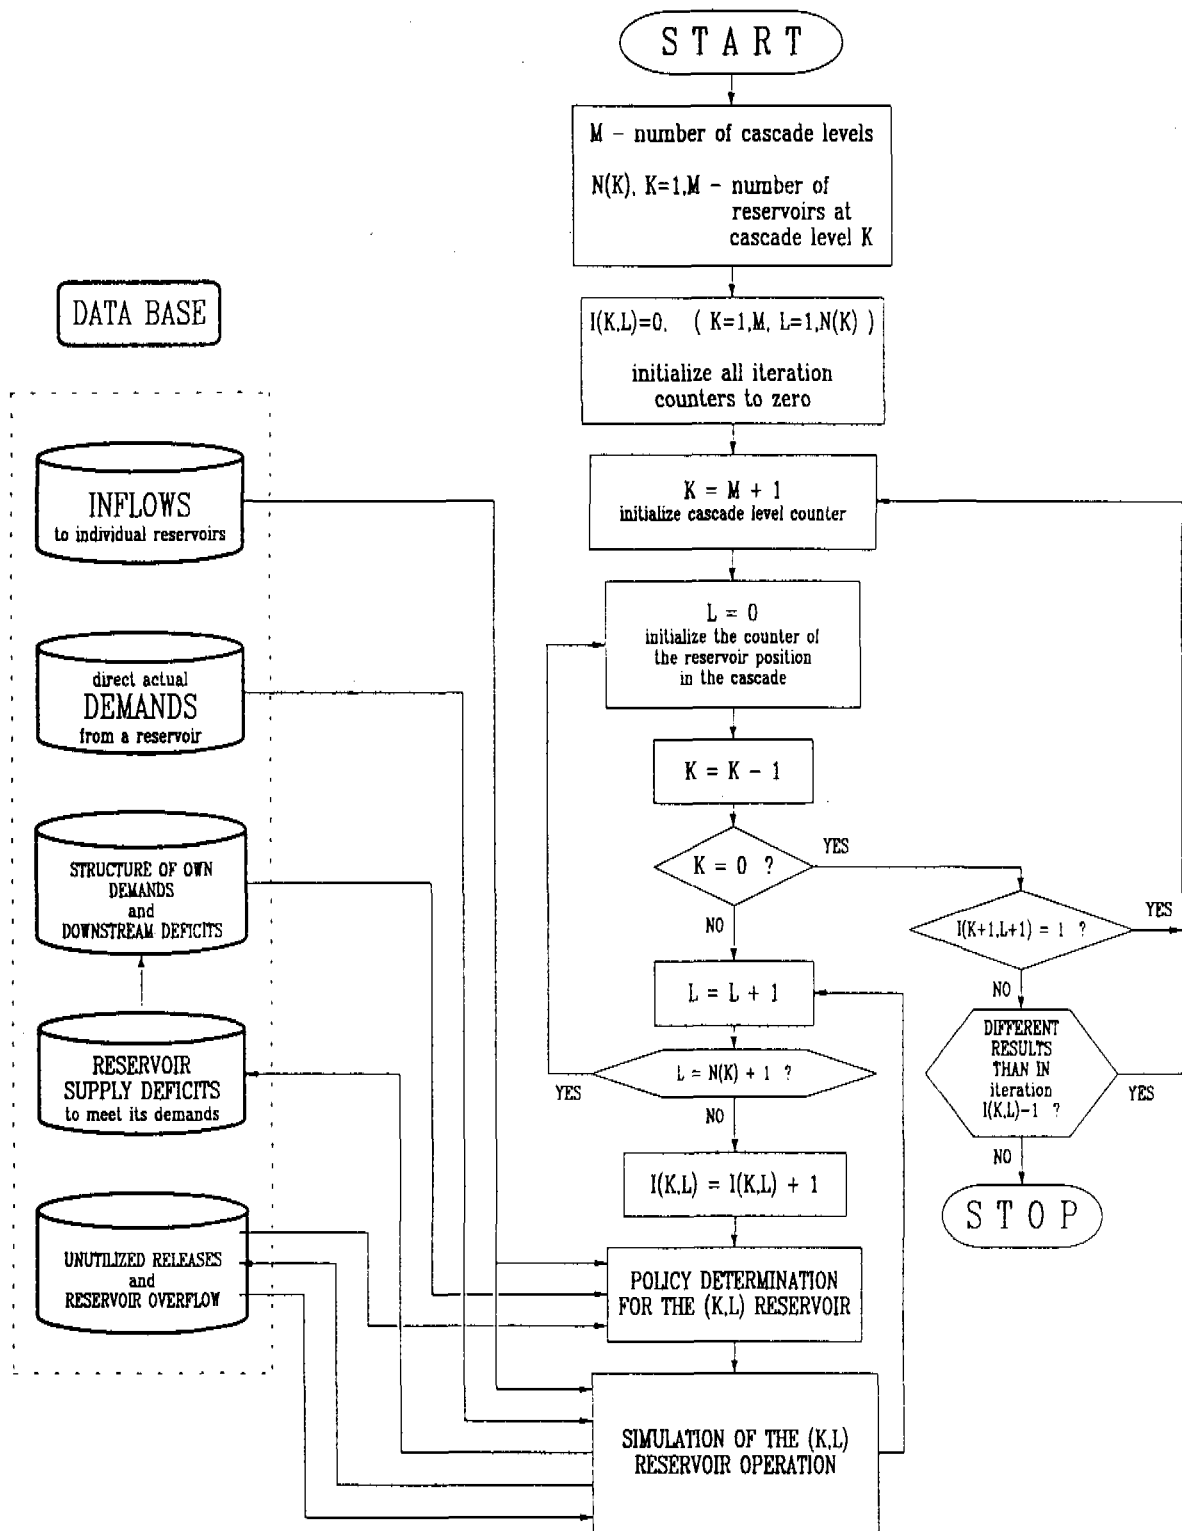 S T A R T
M – number of cascade levels
N(K), K=1,M – number of
reservoirs at
cascade level K
DATA BASE
I(K,L)=0, ( K=1,M, L=1,N(K) )
initialize all iteration
counters to zero
INFLOWS
to individual reservoirs
K = M + 1
initialize cascade level counter
L = 0
initialize the counter of
the reservoir position
in the cascade
direct actual
DEMANDS
from a reservoir
K = K - 1
K = 0 ?
YES
NO
STRUCTURE OF OWN
DEMANDS
and
DOWNSTREAM DEFICITS
I(K+1,L+1) = 1 ?
YES
NO
L = L + 1
L = N(K) + 1 ?
YES
NO
DIFFERENT
RESULTS
THAN IN
iteration
I(K,L)-1 ?
YES
NO
RESERVOIR
SUPPLY DEFICITS
to meet its demands
I(K,L) = I(K,L) + 1
S T O P
UNUTILIZED RELEASES
and
RESERVOIR OVERFLOW
POLICY DETERMINATION
FOR THE (K,L) RESERVOIR
SIMULATION OF THE (K,L)
RESERVOIR OPERATION